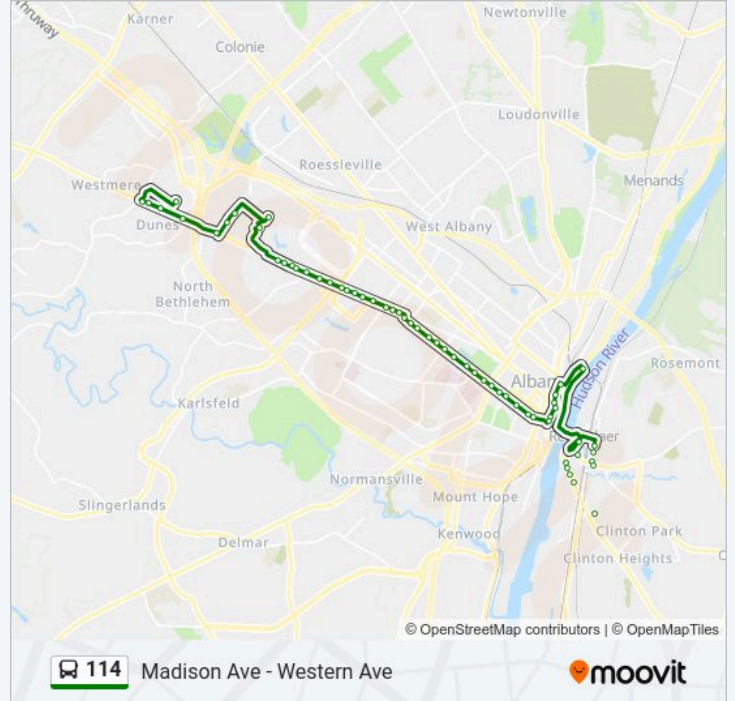 Thruway
Karner
Newtonville
Colonie
Loudonville
Roessleville
Westmere
Menands
Dunes
West Albany
North
Bethlehem
Hudson River
Rosemont
Karlsfeld
Normansville
Mount Hope
Slingerlands
Kenwood
Clinton Park
Delmar
Clinton Heights
© OpenStreetMap contributors | © OpenMapTiles
114 Madison Ave - Western Ave
moovit